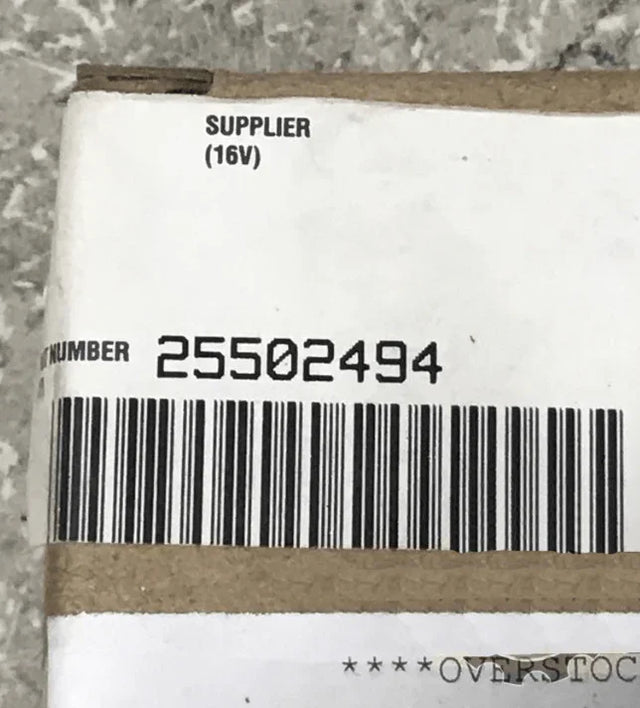 SUPPLIER
(16V)
NUMBER 25502494
****OVERSTOC